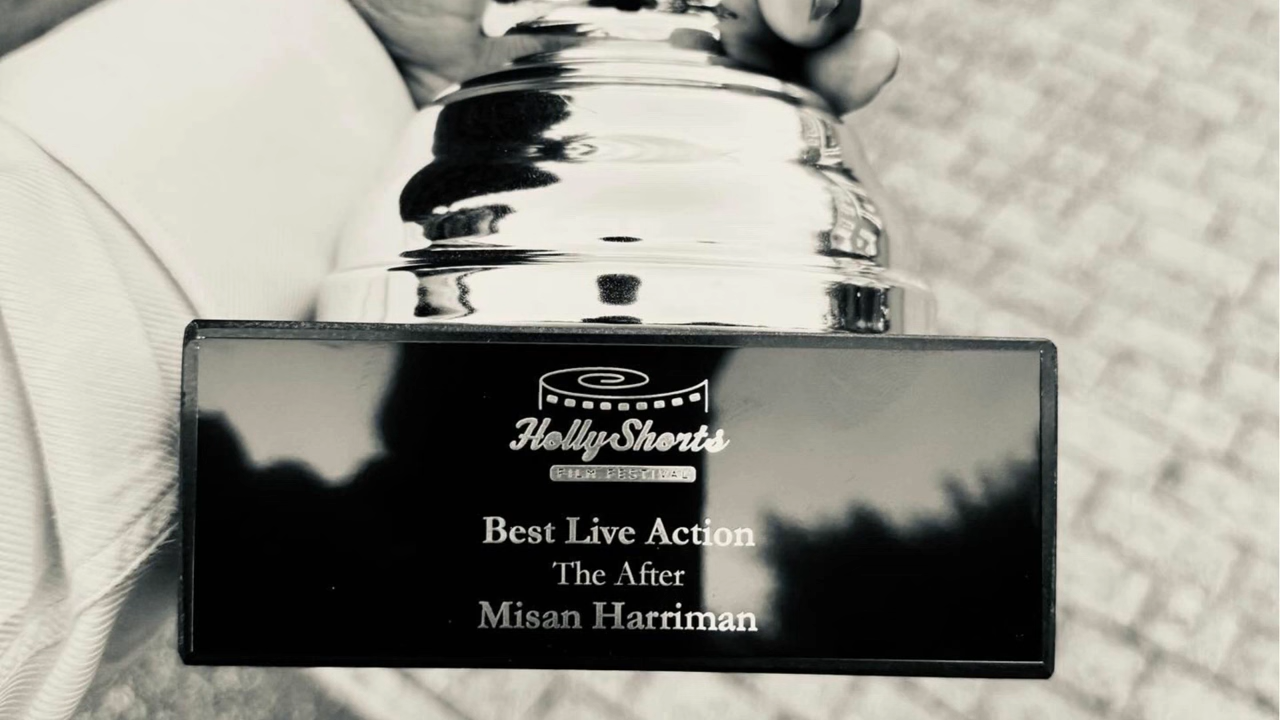 HollyShorts
FILM FESTIVAL
Best Live Action
The After
Misan Harriman